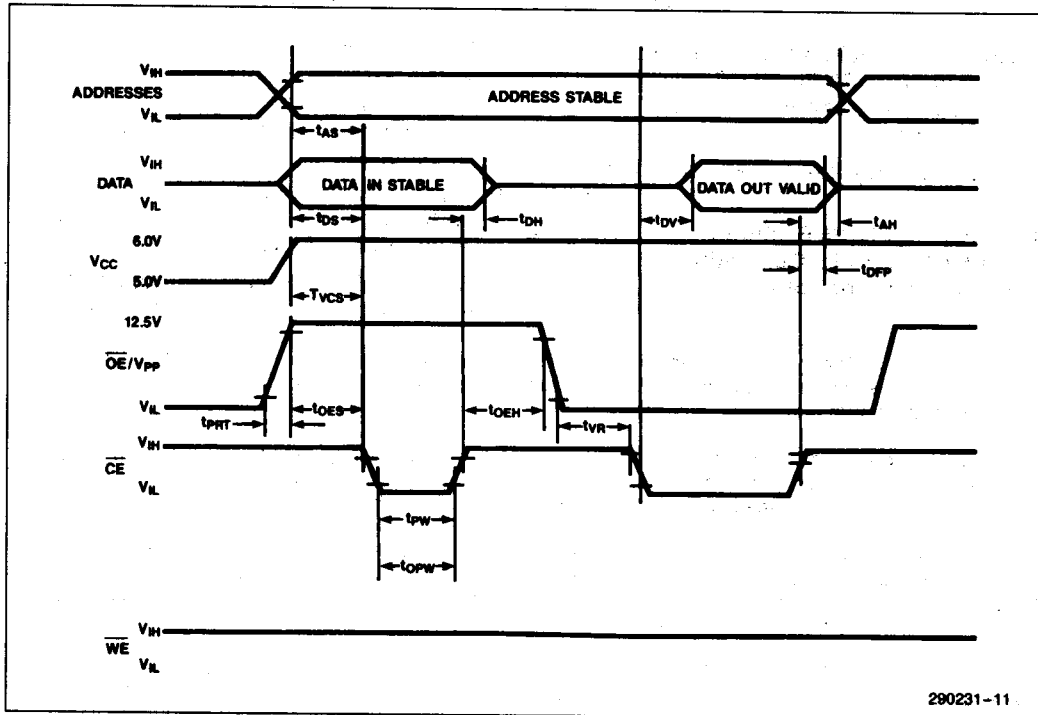 VIH
ADDRESSES
VIL
ADDRESS STABLE
tAS
VIH
DATA
VIL
DATA IN STABLE
DATA OUT VALID
tDS
tDH
tDV
tAH
6.0V
VCC
5.0V
tDFP
TVCS
12.5V
OE/VPP
VIL
tOES
tOEH
tPRT
tVR
VIH
CE
VIL
tPW
tOPW
VIH
WE
VIL
290231-11